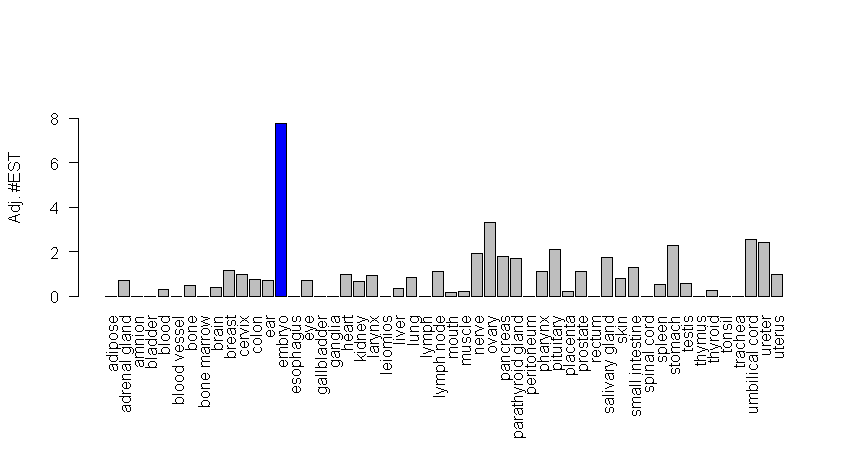 Adj. #EST
8
6
4
2
0
adipose
adrenal gland
amnion
bladder
blood
blood vessel
bone
bone marrow
brain
breast
cervix
colon
ear
embryo
esophagus
eye
gallbladder
ganglia
heart
kidney
larynx
leiomios
liver
lung
lymph
lymph node
mouth
muscle
nerve
ovary
pancreas
parathyroid gland
peritoneum
pharynx
pituitary
placenta
prostate
rectum
salivary gland
skin
small intestine
spinal cord
spleen
stomach
testis
thymus
thyroid
tonsil
trachea
umbilical cord
ureter
uterus